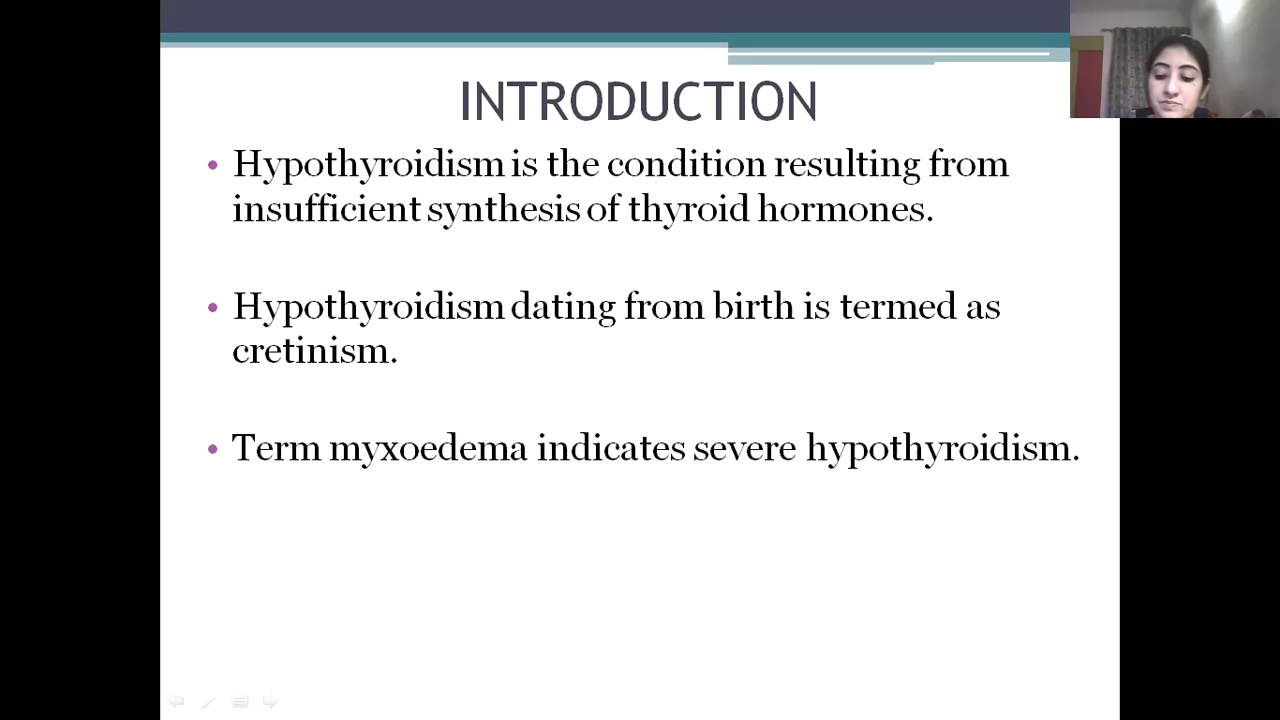 INTRODUCTION
• Hypothyroidism is the condition resulting from
insufficient synthesis of thyroid hormones.
• Hypothyroidism dating from birth is termed as
cretinism.
• Term myxoedema indicates severe hypothyroidism.